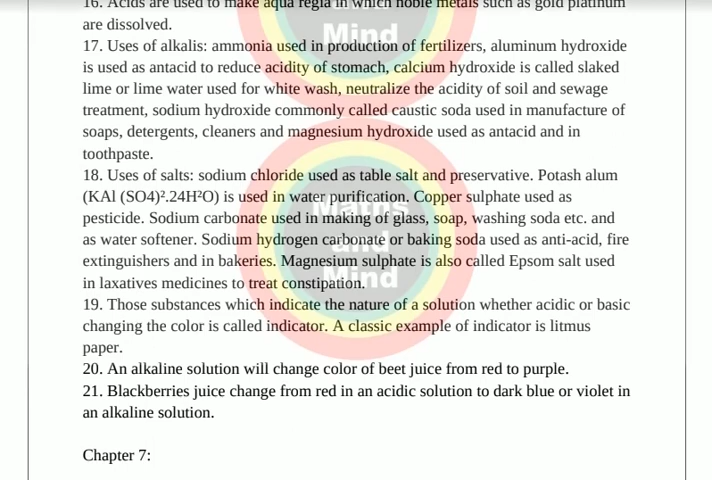 16. Acids are used to make aqua regia in which noble metals such as gold platinum
are dissolved.
17. Uses of alkalis: ammonia used in production of fertilizers, aluminum hydroxide
is used as antacid to reduce acidity of stomach, calcium hydroxide is called slaked
lime or lime water used for white wash, neutralize the acidity of soil and sewage
treatment, sodium hydroxide commonly called caustic soda used in manufacture of
soaps, detergents, cleaners and magnesium hydroxide used as antacid and in
toothpaste.
18. Uses of salts: sodium chloride used as table salt and preservative. Potash alum
(KAl (SO4)².24H²O) is used in water purification. Copper sulphate used as
pesticide. Sodium carbonate used in making of glass, soap, washing soda etc. and
as water softener. Sodium hydrogen carbonate or baking soda used as anti-acid, fire
extinguishers and in bakeries. Magnesium sulphate is also called Epsom salt used
in laxatives medicines to treat constipation.
19. Those substances which indicate the nature of a solution whether acidic or basic
changing the color is called indicator. A classic example of indicator is litmus
paper.
20. An alkaline solution will change color of beet juice from red to purple.
21. Blackberries juice change from red in an acidic solution to dark blue or violet in
an alkaline solution.
Chapter 7:
and
Mind
Maths
and
Mind